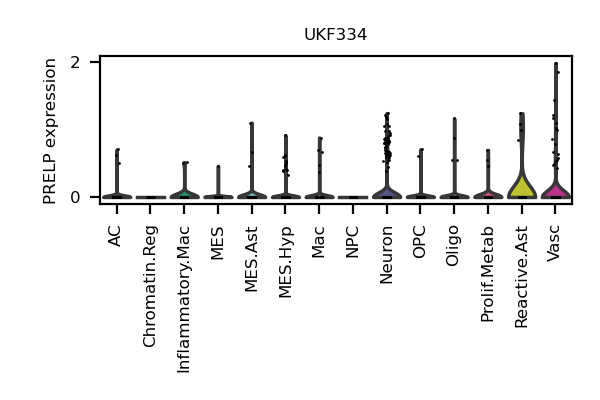 UKF334
PRELP expression
2
0
AC
Chromatin.Reg
Inflammatory.Mac
MES
MES.Ast
MES.Hyp
Mac
NPC
Neuron
OPC
Oligo
Prolif.Metab
Reactive.Ast
Vasc